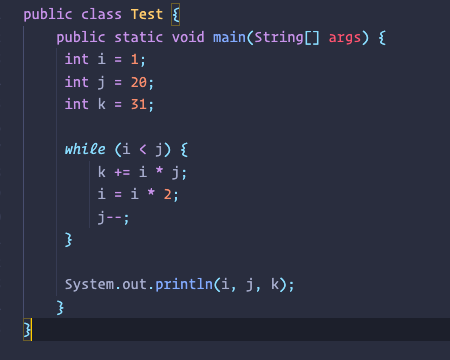 public class Test {
public static void main(String[] args) {
int i = 1;
int j = 20;
int k = 31;
while (i < j) {
k += i * j;
i = i * 2;
j--;
}
System.out.println(i, j, k);
}
}